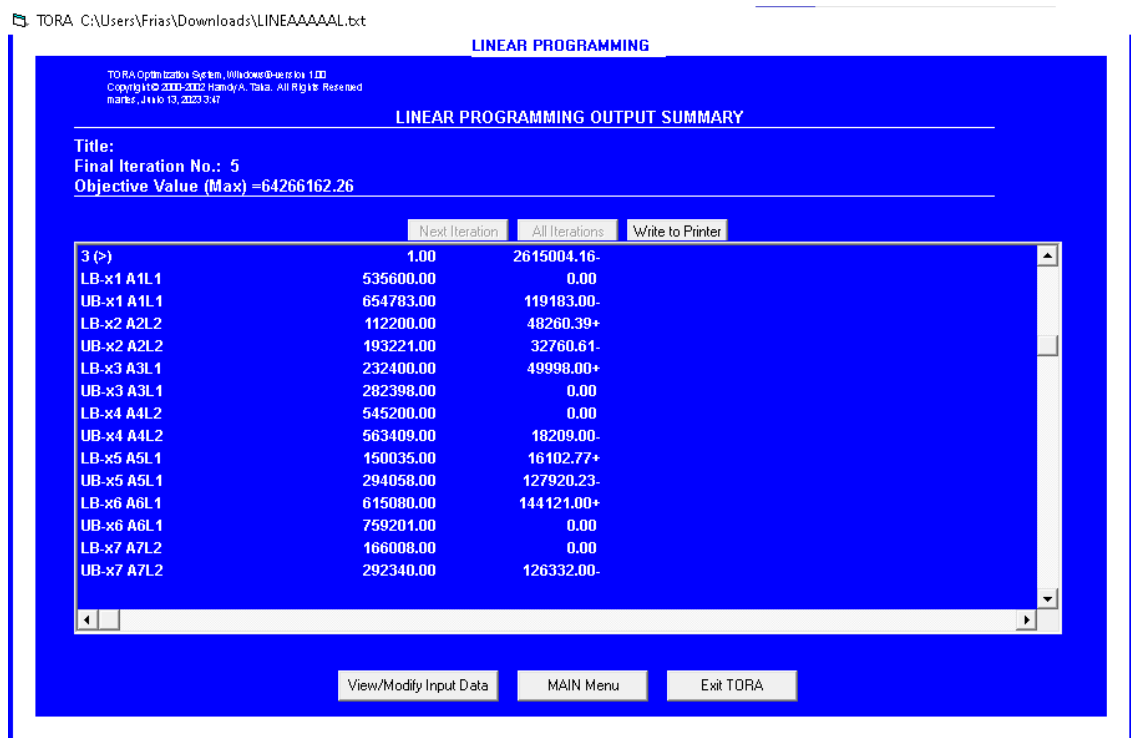 TORA C:\Users\Frias\Downloads\LINEAAAAAL.txt
LINEAR PROGRAMMING
TORA Optimization System, Windows®-version 1.00
Copyright © 2000-2002 Hamdy A. Taha. All Rights Reserved
martes, Junio 13, 2023 3:47
LINEAR PROGRAMMING OUTPUT SUMMARY
Title:
Final Iteration No.: 5
Objective Value (Max) =64266162.26
Next Iteration All Iterations Write to Printer
3 (>) 1.00 2615004.16-
LB-x1 A1L1 535600.00 0.00
UB-x1 A1L1 654783.00 119183.00-
LB-x2 A2L2 112200.00 48260.39+
UB-x2 A2L2 193221.00 32760.61-
LB-x3 A3L1 232400.00 49998.00+
UB-x3 A3L1 282398.00 0.00
LB-x4 A4L2 545200.00 0.00
UB-x4 A4L2 563409.00 18209.00-
LB-x5 A5L1 150035.00 16102.77+
UB-x5 A5L1 294058.00 127920.23-
LB-x6 A6L1 615080.00 144121.00+
UB-x6 A6L1 759201.00 0.00
LB-x7 A7L2 166008.00 0.00
UB-x7 A7L2 292340.00 126332.00-
View/Modify Input Data MAIN Menu Exit TORA